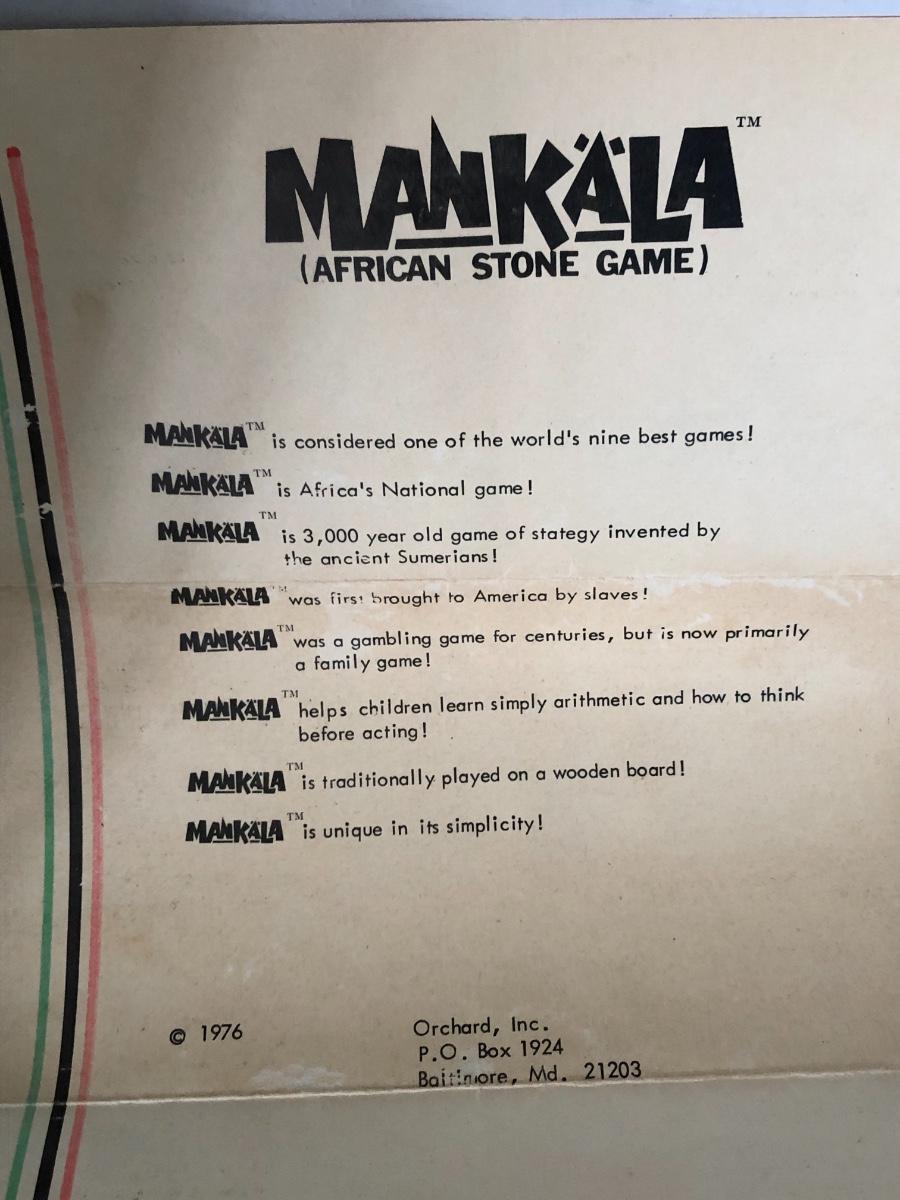 MANKÄLA™
(AFRICAN STONE GAME)
MANKÄLA™ is considered one of the world's nine best games!
MANKÄLA™ is Africa's National game!
MANKÄLA™ is 3,000 year old game of stategy invented by
the ancient Sumerians!
MANKÄLA™ was first brought to America by slaves!
MANKÄLA™ was a gambling game for centuries, but is now primarily
a family game!
MANKÄLA™ helps children learn simply arithmetic and how to think
before acting!
MANKÄLA™ is traditionally played on a wooden board!
MANKÄLA™ is unique in its simplicity!
© 1976
Orchard, Inc.
P.O. Box 1924
Baltimore, Md. 21203